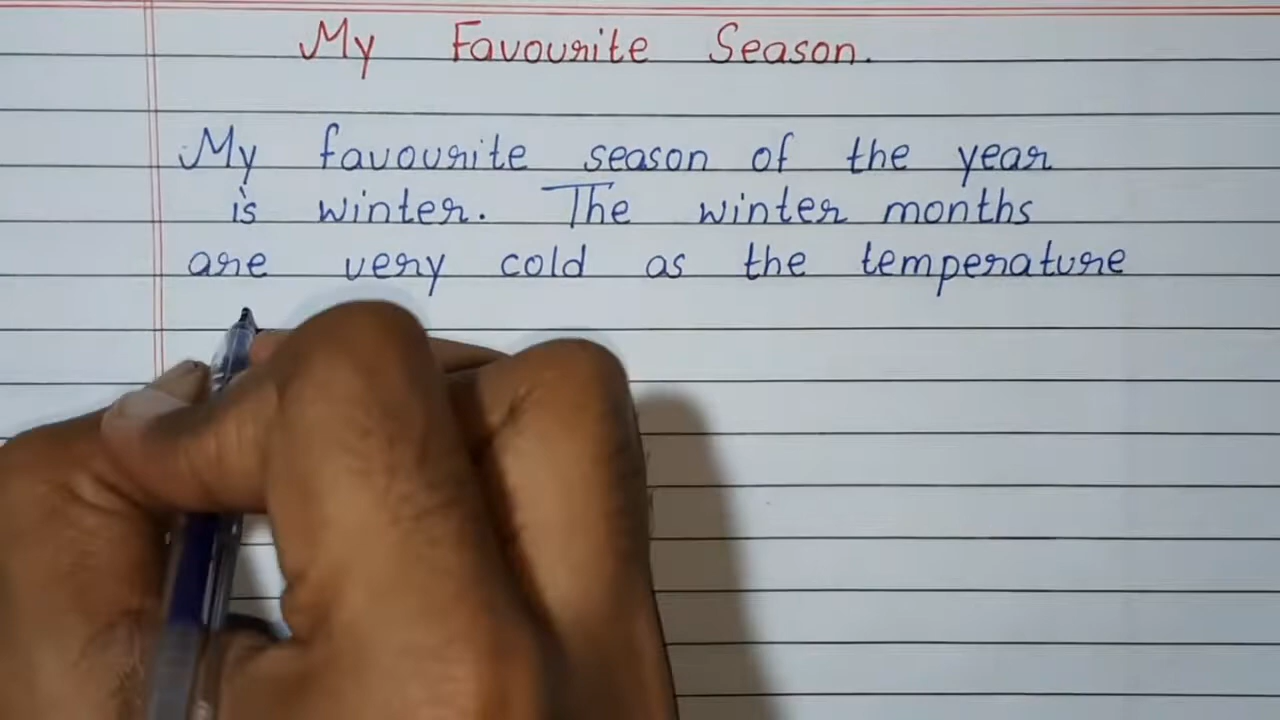 My Favourite Season.
My favourite season of the year
is winter. The winter months
are very cold as the temperature